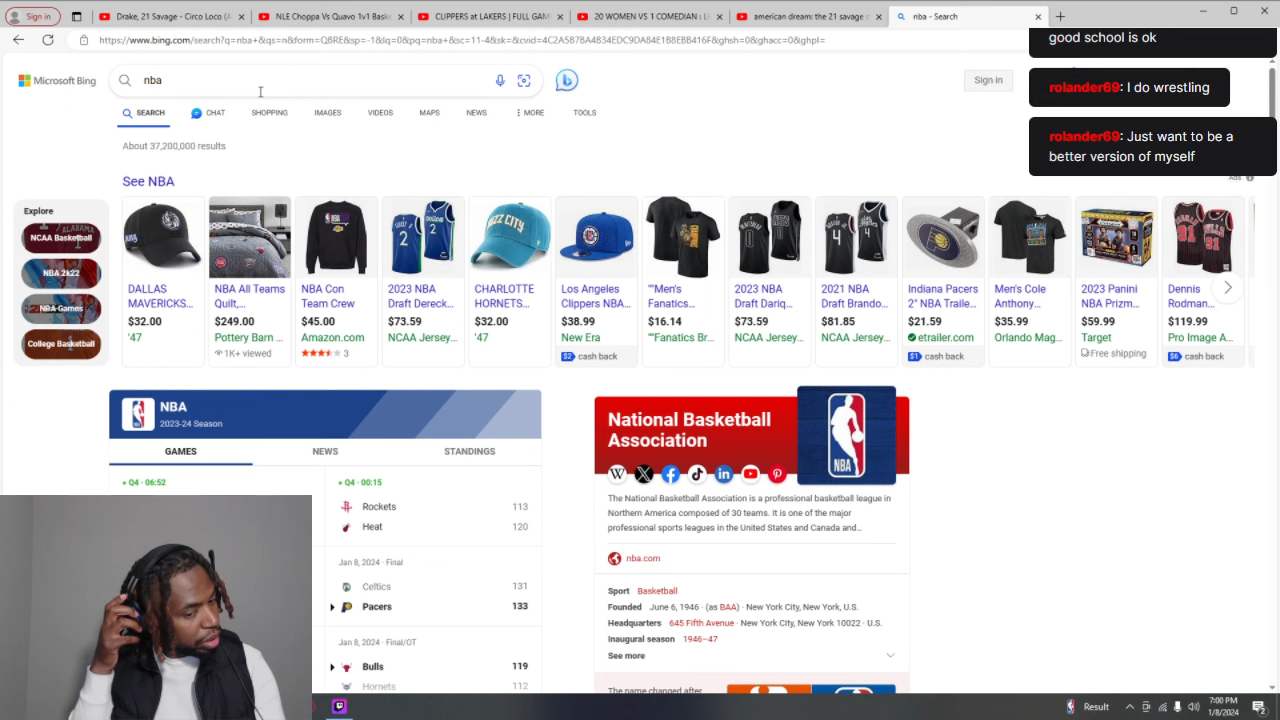 Sign in
Drake, 21 Savage - Circo Loco (A
NLE Choppa Vs Quavo 1v1 Bask
CLIPPERS at LAKERS | FULL GAM
20 WOMEN VS 1 COMEDIAN : L
american dream: the 21 savage s
nba - Search
https://www.bing.com/search?q=nba+&qs=n&form=QBRE&sp=-1&lq=0&pq=nba+&sc=11-4&sk=&cvid=4C2A5B78A4B34EDC9DA84E1B8EBB416F&ghsh=0&ghacc=0&ghpl=
good school is ok
rolander69: I do wrestling
rolander69: Just want to be a
better version of myself
Microsoft Bing
nba
Sign in
SEARCH
CHAT
SHOPPING
IMAGES
VIDEOS
MAPS
NEWS
MORE
TOOLS
About 37,200,000 results
See NBA
Ads
Explore
NCAA Basketball
NBA 2k22
NBA Games
College Basketball
DALLAS
MAVERICKS...
$32.00
'47
NBA All Teams
Quilt,...
$249.00
Pottery Barn ...
1K+ viewed
NBA Con
Team Crew
$45.00
Amazon.com
3
2023 NBA
Draft Dereck...
$73.59
NCAA Jersey...
CHARLOTTE
HORNETS...
$32.00
'47
Los Angeles
Clippers NBA...
$38.99
New Era
$2 cash back
""Men's
Fanatics...
$16.14
""Fanatics Br...
2023 NBA
Draft Dariq...
$73.59
NCAA Jersey...
2021 NBA
Draft Brando...
$81.85
NCAA Jersey...
Indiana Pacers
2" NBA Traile...
$21.59
etrailer.com
$1 cash back
Men's Cole
Anthony...
$35.99
Orlando Mag...
2023 Panini
NBA Prizm...
$59.99
Target
Free shipping
Dennis
Rodman...
$119.99
Pro Image A...
$6 cash back
NBA
2023-24 Season
GAMES
NEWS
STANDINGS
Q4 · 06:52
Q4 · 00:15
Rockets 113
Heat 120
Jan 8, 2024 · Final
Celtics 131
Pacers 133
Jan 8, 2024 · Final/OT
Bulls 119
Hornets 112
National Basketball
Association
NBA
The National Basketball Association is a professional basketball league in
Northern America composed of 30 teams. It is one of the major
professional sports leagues in the United States and Canada and...
nba.com
Sport Basketball
Founded June 6, 1946 · (as BAA) · New York City, New York, U.S.
Headquarters 645 Fifth Avenue · New York City, New York 10022 · U.S.
Inaugural season 1946–47
See more
The name changed after
Result
7:00 PM
1/8/2024
2